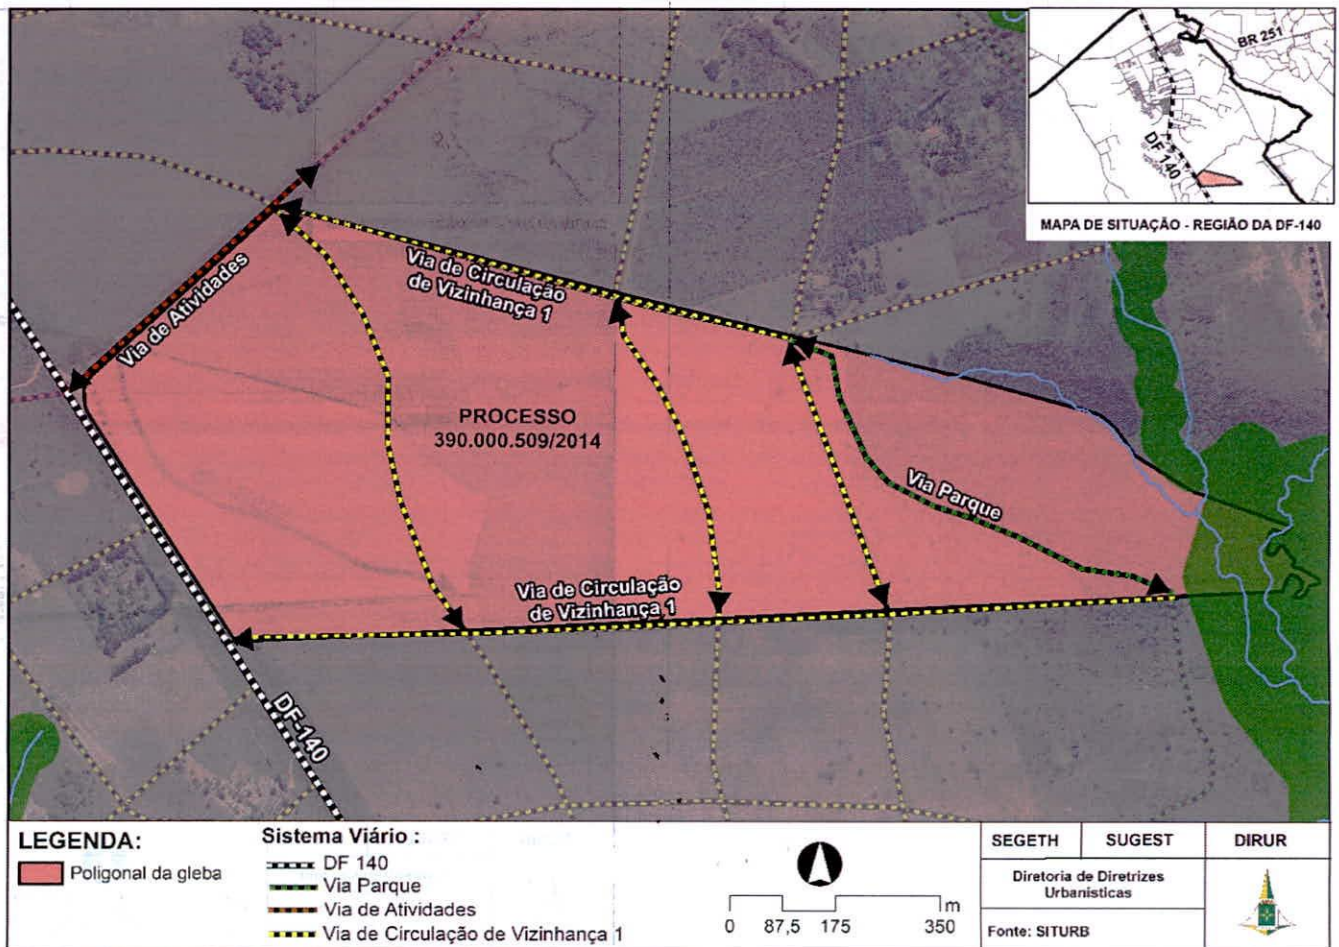 BR 251
DF 140
MAPA DE SITUAÇÃO - REGIÃO DA DF-140
Via de Atividades
Via de Circulação
de Vizinhança 1
PROCESSO
390.000.509/2014
Via Parque
Via de Circulação
de Vizinhança 1
DF-140
LEGENDA:
Poligonal da gleba
Sistema Viário :
DF 140
Via Parque
Via de Atividades
Via de Circulação de Vizinhança 1
m
0 87,5 175 350
SEGETH SUGEST DIRUR
Diretoria de Diretrizes
Urbanísticas
Fonte: SITURB